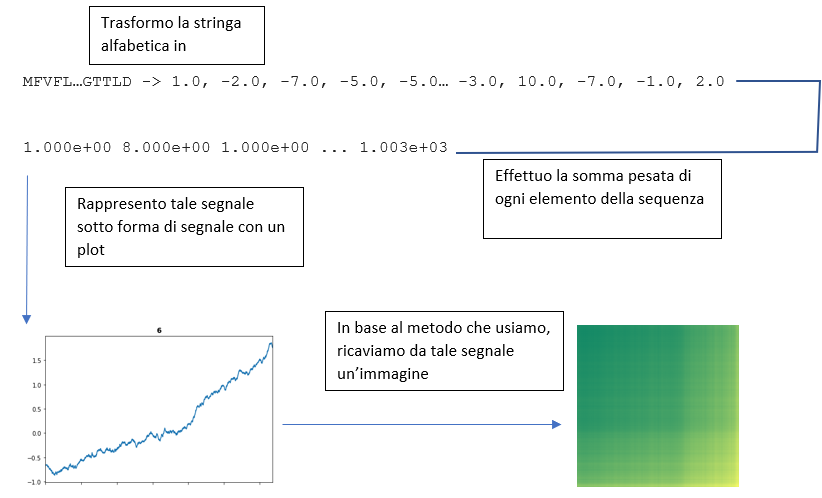 Trasformo la stringa
alfabetica in
MFVFL…GTTLD -> 1.0, -2.0, -7.0, -5.0, -5.0… -3.0, 10.0, -7.0, -1.0, 2.0
1.000e+00 8.000e+00 1.000e+00 ... 1.003e+03
Effettuo la somma pesata di
ogni elemento della sequenza
Rappresento tale segnale
sotto forma di segnale con un
plot
In base al metodo che usiamo,
ricaviamo da tale segnale
un'immagine
6
1.5
1.0
0.5
0.0
−0.5
−1.0